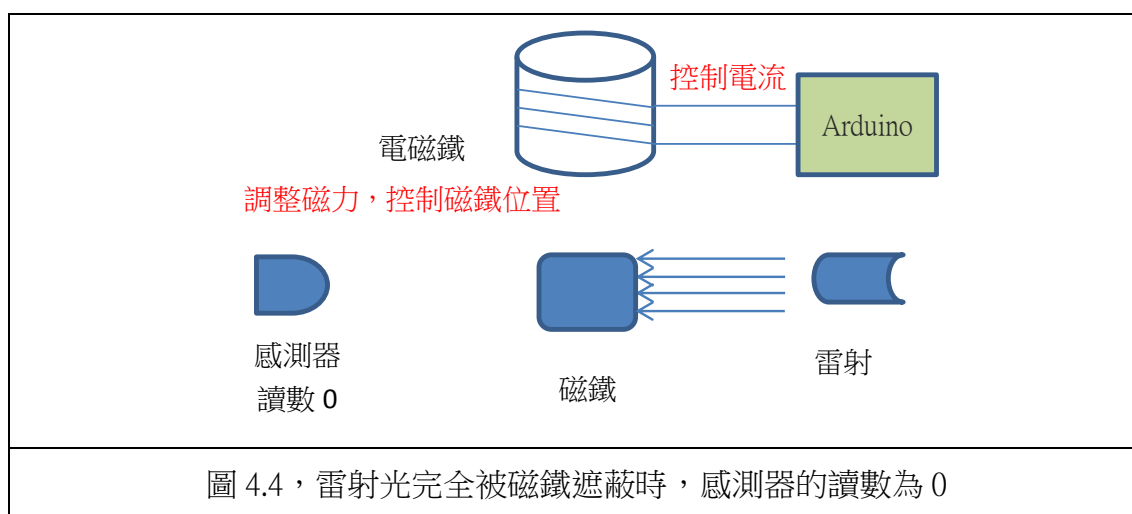 控制電流
Arduino
電磁鐵
調整磁力，控制磁鐵位置
感測器
讀數 0
磁鐵
雷射
圖 4.4，雷射光完全被磁鐵遮蔽時，感測器的讀數為 0